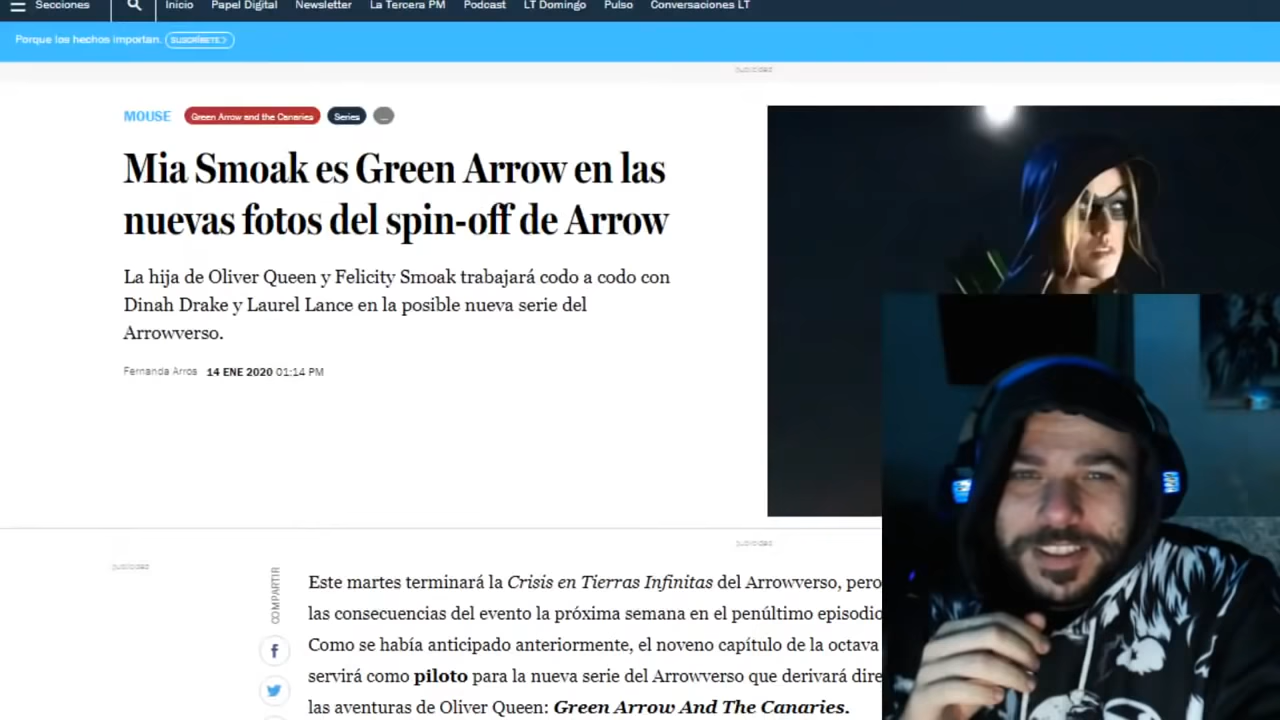 Secciones
Inicio
Papel Digital
Newsletter
La Tercera PM
Podcast
LT Domingo
Pulso
Conversaciones LT
Porque los hechos importan. SUSCRÍBETE >
publicidad
MOUSE Green Arrow and the Canaries Series ...
Mia Smoak es Green Arrow en las
nuevas fotos del spin-off de Arrow
La hija de Oliver Queen y Felicity Smoak trabajará codo a codo con
Dinah Drake y Laurel Lance en la posible nueva serie del
Arrowverso.
Fernanda Arros 14 ENE 2020 01:14 PM
publicidad
publicidad
COMPARTIR
Este martes terminará la Crisis en Tierras Infinitas del Arrowverso, pero
las consecuencias del evento la próxima semana en el penúltimo episodio
Como se había anticipado anteriormente, el noveno capítulo de la octava
servirá como piloto para la nueva serie del Arrowverso que derivará dire
las aventuras de Oliver Queen: Green Arrow And The Canaries.